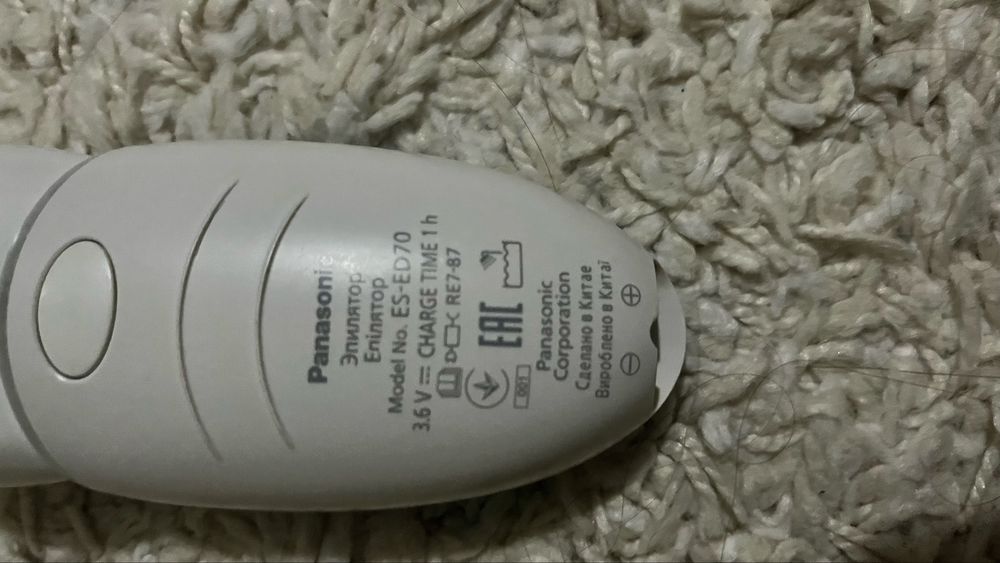 Panasonic
Эпилятор
Епілятор
Model No. ES-ED70
3.6 V ⎓ CHARGE TIME 1 h
RE7-87
001
EAC
Panasonic
Corporation
Сделано в Китае
Вироблено в Китаї